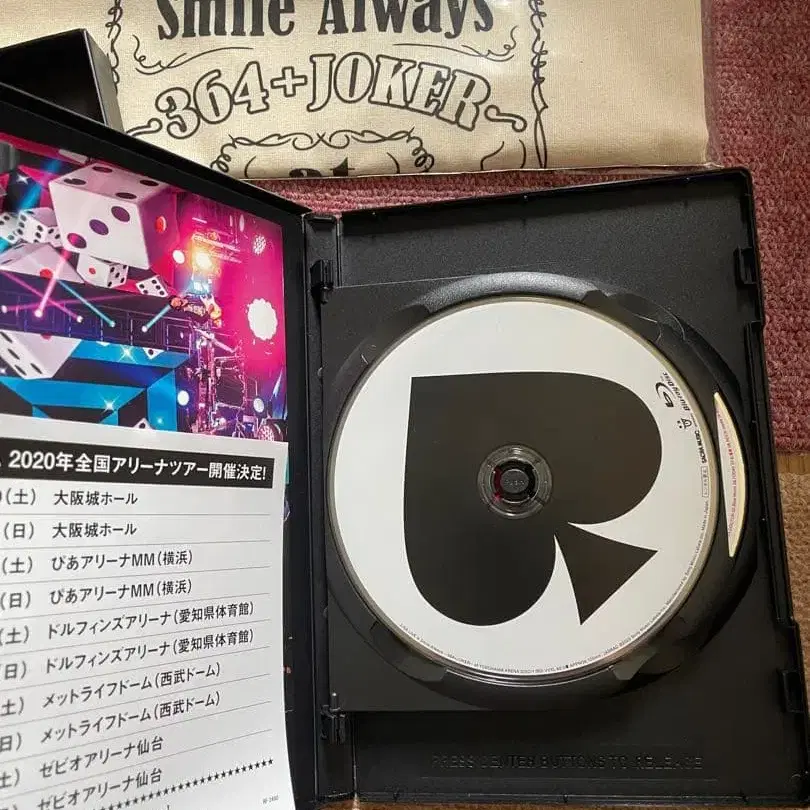 Smile Always
364+JOKER
at
2020年全国アリーナツアー開催決定!
(土) 大阪城ホール
(日) 大阪城ホール
(土) ぴあアリーナMM(横浜)
(日) ぴあアリーナMM(横浜)
(土) ドルフィンズアリーナ(愛知県体育館)
(日) ドルフィンズアリーナ(愛知県体育館)
土) メットライフドーム(西武ドーム)
日) メットライフドーム(西武ドーム)
土) ゼビオアリーナ仙台
ゼビオアリーナ仙台
Blu-ray Disc
PRESS CENTER BUTTONS TO RELEASE